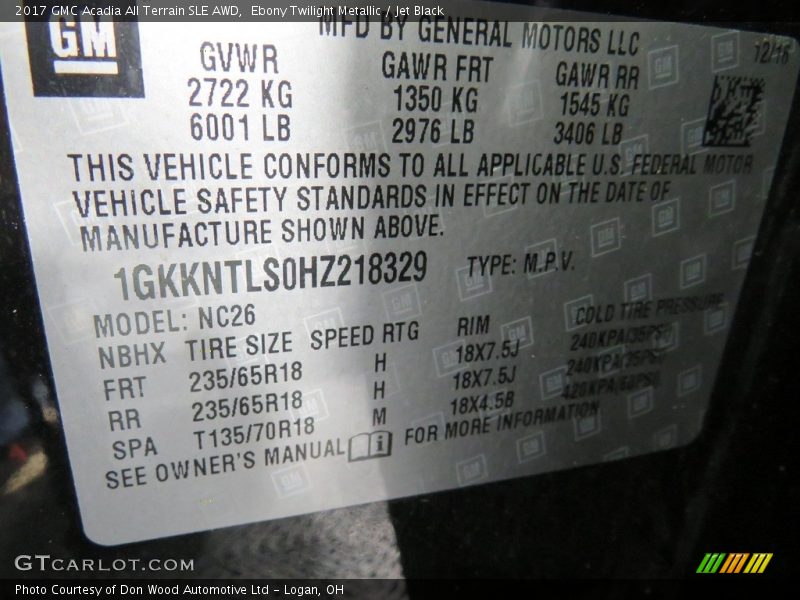 2017 GMC Acadia All Terrain SLE AWD, Ebony Twilight Metallic / Jet Black
GM
MFD BY GENERAL MOTORS LLC
12/16
GVWR GAWR FRT GAWR RR
2722 KG 1350 KG 1545 KG
6001 LB 2976 LB 3406 LB
THIS VEHICLE CONFORMS TO ALL APPLICABLE U.S. FEDERAL MOTOR
VEHICLE SAFETY STANDARDS IN EFFECT ON THE DATE OF
MANUFACTURE SHOWN ABOVE.
1GKKNTLS0HZ218329 TYPE: M.P.V.
MODEL: NC26
NBHX TIRE SIZE SPEED RTG RIM COLD TIRE PRESSURE
FRT 235/65R18 H 18X7.5J 240KPA(35PSI)
RR 235/65R18 H 18X7.5J 240KPA(35PSI)
SPA T135/70R18 M 18X4.5B 420KPA(60PSI)
SEE OWNER'S MANUAL FOR MORE INFORMATION
GTCARLOT.COM
Photo Courtesy of Don Wood Automotive Ltd - Logan, OH